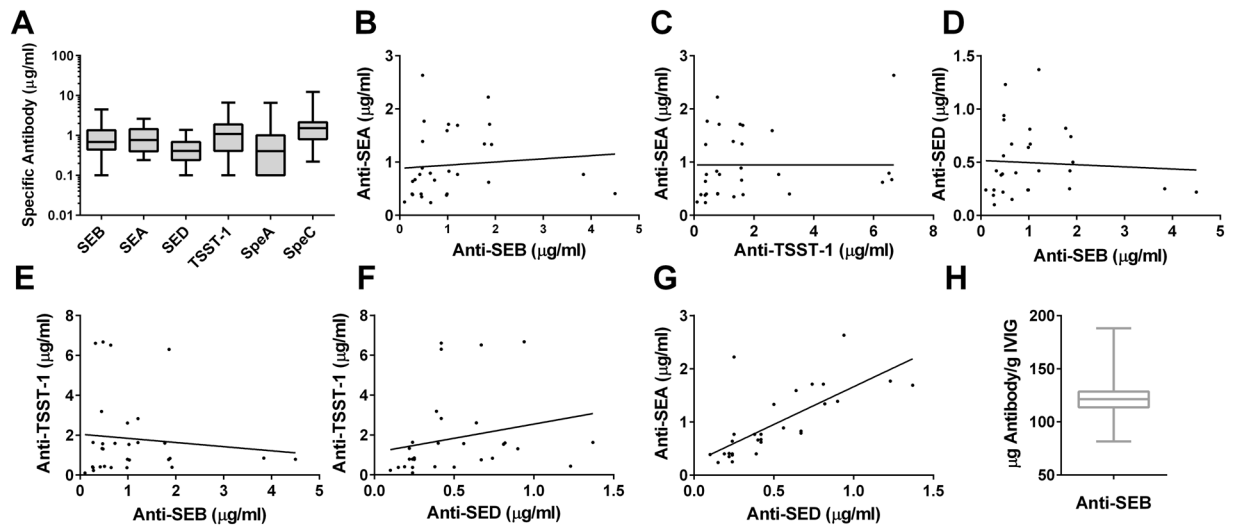 A
Specific Antibody (μg/ml)
100
10
1
0.1
0.01
SEB
SEA
SED
TSST-1
SpeA
SpeC
B
Anti-SEA (μg/ml)
3
2
1
0
0 1 2 3 4 5
Anti-SEB (μg/ml)
C
Anti-SEA (μg/ml)
3
2
1
0
0 2 4 6 8
Anti-TSST-1 (μg/ml)
D
Anti-SED (μg/ml)
1.5
1.0
0.5
0.0
0 1 2 3 4 5
Anti-SEB (μg/ml)
E
Anti-TSST-1 (μg/ml)
8
6
4
2
0
0 1 2 3 4 5
Anti-SEB (μg/ml)
F
Anti-TSST-1 (μg/ml)
8
6
4
2
0
0.0 0.5 1.0 1.5
Anti-SED (μg/ml)
G
Anti-SEA (μg/ml)
3
2
1
0
0.0 0.5 1.0 1.5
Anti-SED (μg/ml)
H
μg Antibody/g IVIG
200
150
100
50
Anti-SEB